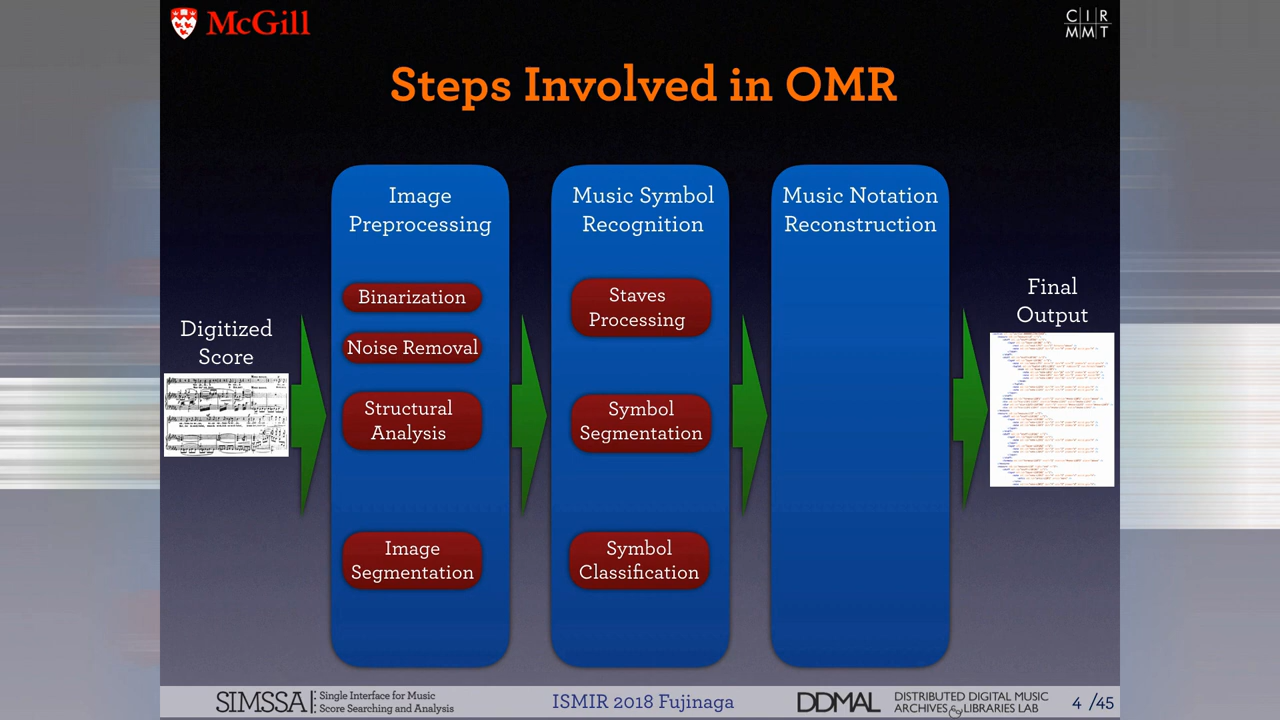 McGill
C I R
M M T
Steps Involved in OMR
Digitized
Score
Image
Preprocessing
Binarization
Noise Removal
Structural
Analysis
Image
Segmentation
Music Symbol
Recognition
Staves
Processing
Symbol
Segmentation
Symbol
Classification
Music Notation
Reconstruction
Final
Output
SIMSSA
Single Interface for Music
Score Searching and Analysis
ISMIR 2018 Fujinaga
DDMAL
DISTRIBUTED DIGITAL MUSIC
ARCHIVES & LIBRARIES LAB
4 /45